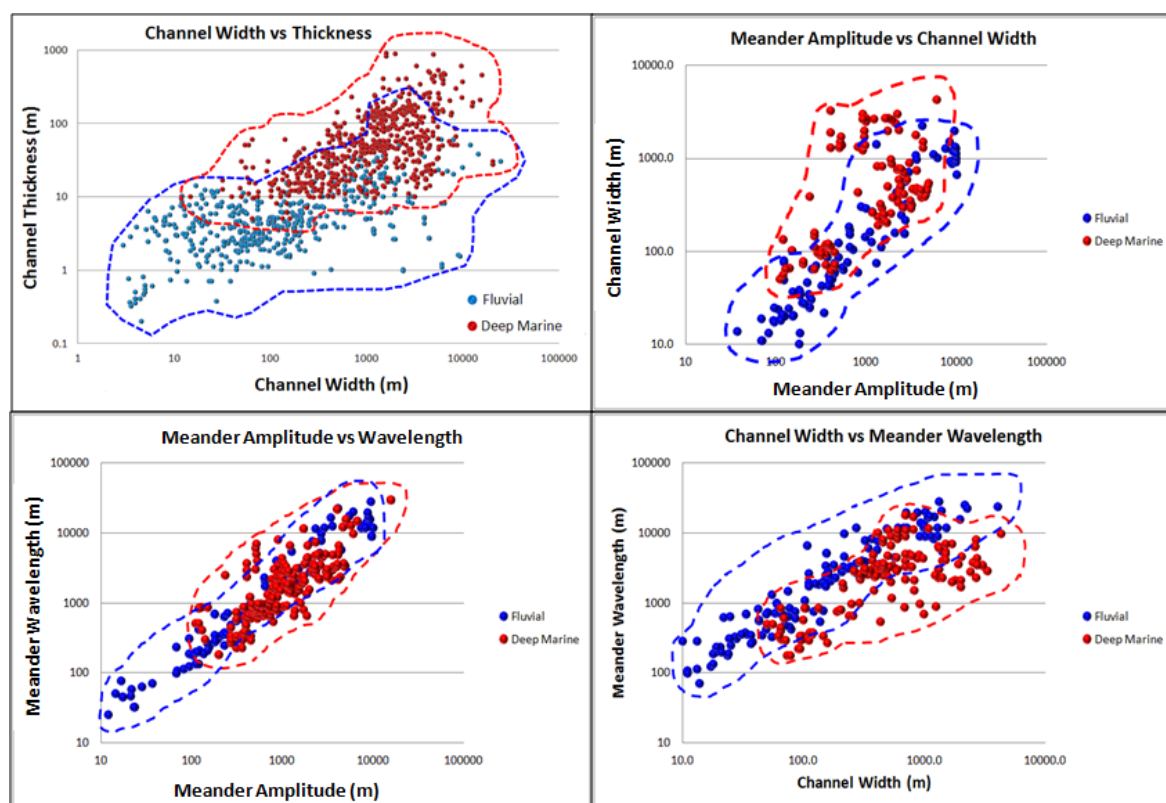 Channel Width vs Thickness
Channel Thickness (m)
1000
100
10
1
0.1
1
10
100
1000
10000
100000
Channel Width (m)
Fluvial
Deep Marine
Meander Amplitude vs Channel Width
Channel Width (m)
10000.0
1000.0
100.0
10.0
10
100
1000
10000
100000
Meander Amplitude (m)
Fluvial
Deep Marine
Meander Amplitude vs Wavelength
Meander Wavelength (m)
100000
10000
1000
100
10
10
100
1000
10000
100000
Meander Amplitude (m)
Fluvial
Deep Marine
Channel Width vs Meander Wavelength
Meander Wavelength (m)
100000
10000
1000
100
10
10.0
100.0
1000.0
10000.0
Channel Width (m)
Fluvial
Deep Marine